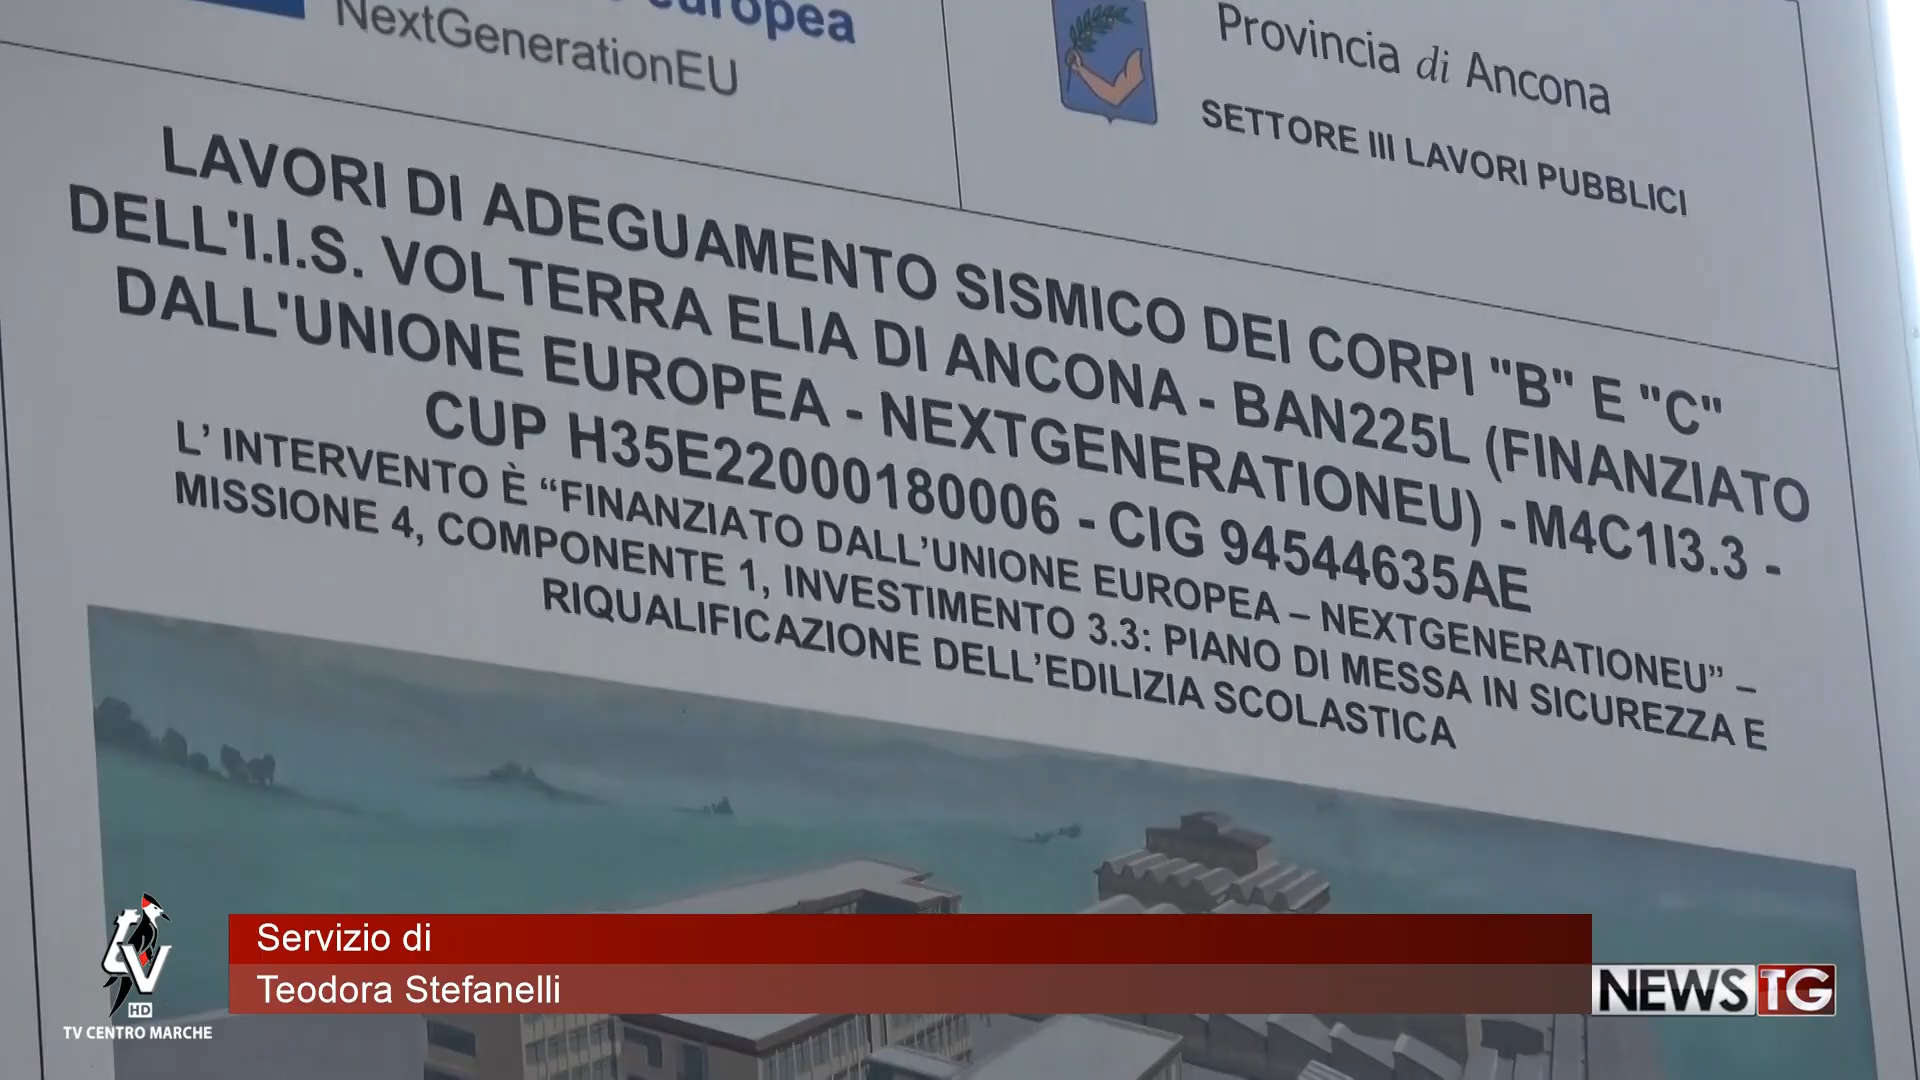 europea
NextGenerationEU
Provincia di Ancona
SETTORE III LAVORI PUBBLICI
LAVORI DI ADEGUAMENTO SISMICO DEI CORPI "B" E "C"
DELL'I.I.S. VOLTERRA ELIA DI ANCONA - BAN225L (FINANZIATO
DALL'UNIONE EUROPEA - NEXTGENERATIONEU) - M4C1I3.3 -
CUP H35E22000180006 - CIG 94544635AE
L' INTERVENTO È “FINANZIATO DALL’UNIONE EUROPEA – NEXTGENERATIONEU” –
MISSIONE 4, COMPONENTE 1, INVESTIMENTO 3.3: PIANO DI MESSA IN SICUREZZA E
RIQUALIFICAZIONE DELL’EDILIZIA SCOLASTICA
Servizio di
Teodora Stefanelli
NEWS TG
tv
HD
TV CENTRO MARCHE